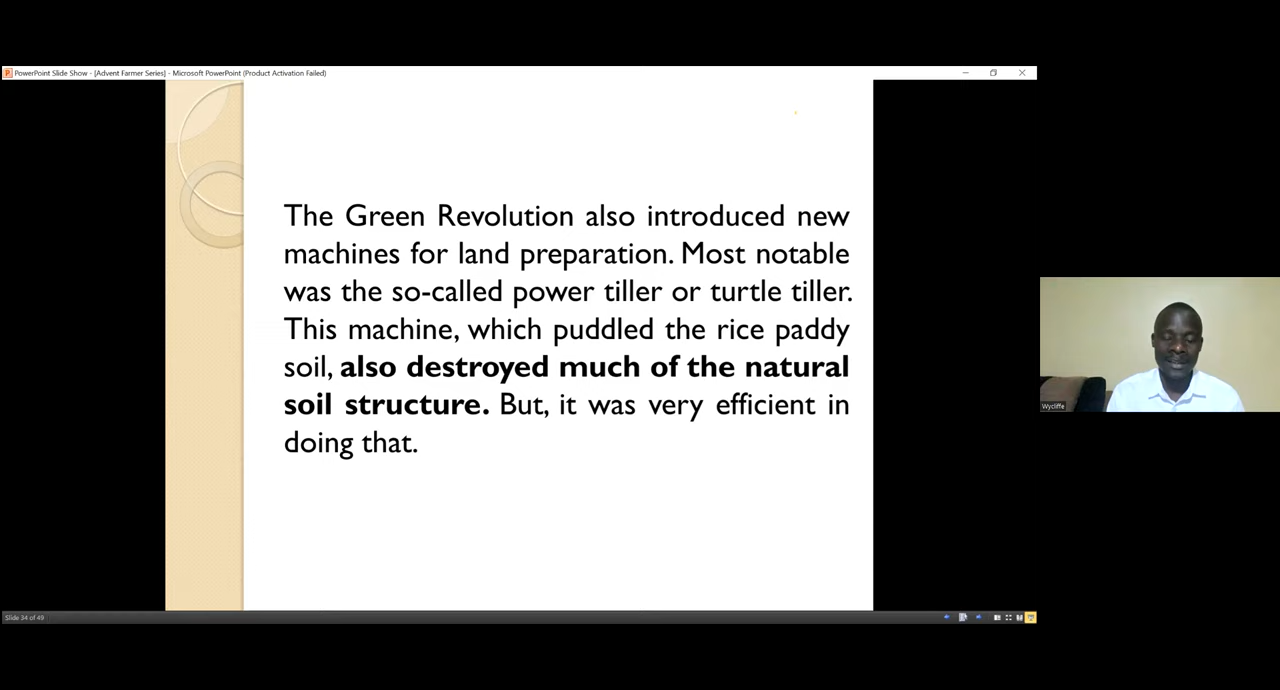 PowerPoint Slide Show - [Advent Farmer Series] - Microsoft PowerPoint (Product Activation Failed)
The Green Revolution also introduced new
machines for land preparation. Most notable
was the so-called power tiller or turtle tiller.
This machine, which puddled the rice paddy
soil, also destroyed much of the natural
soil structure. But, it was very efficient in
doing that.
Wycliffe
Slide 34 of 49